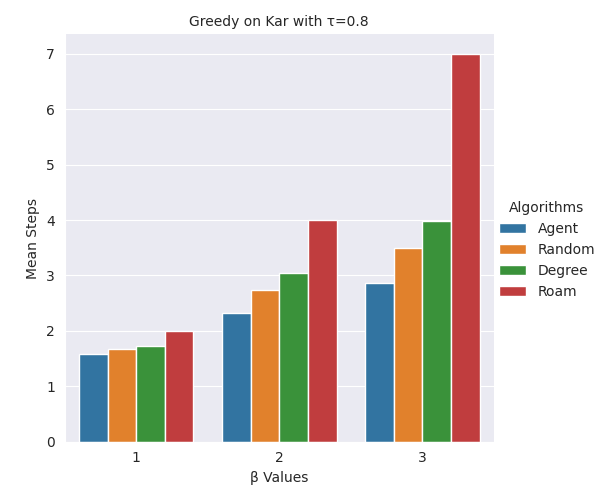 Greedy on Kar with τ=0.8
Mean Steps
7
6
5
4
3
2
1
0
1 2 3
β Values
Algorithms
Agent
Random
Degree
Roam